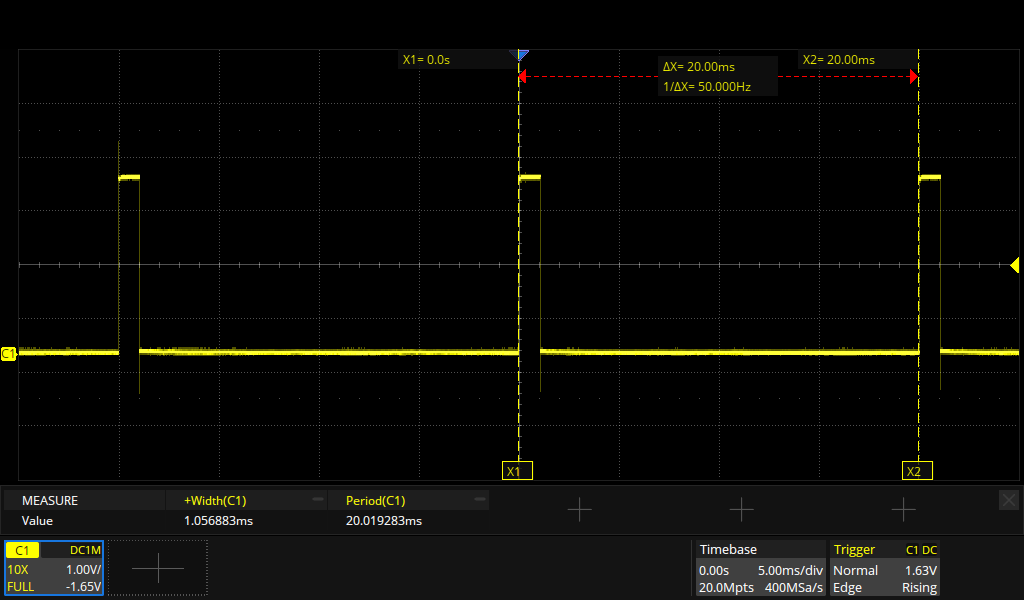 X1= 0.0s
ΔX= 20.00ms
1/ΔX= 50.000Hz
X2= 20.00ms
C1
X1
X2
MEASURE +Width(C1) Period(C1)
Value 1.056883ms 20.019283ms
C1 DC1M
10X 1.00V/
FULL -1.65V
Timebase
0.00s 5.00ms/div
20.0Mpts 400MSa/s
Trigger C1 DC
Normal 1.63V
Edge Rising